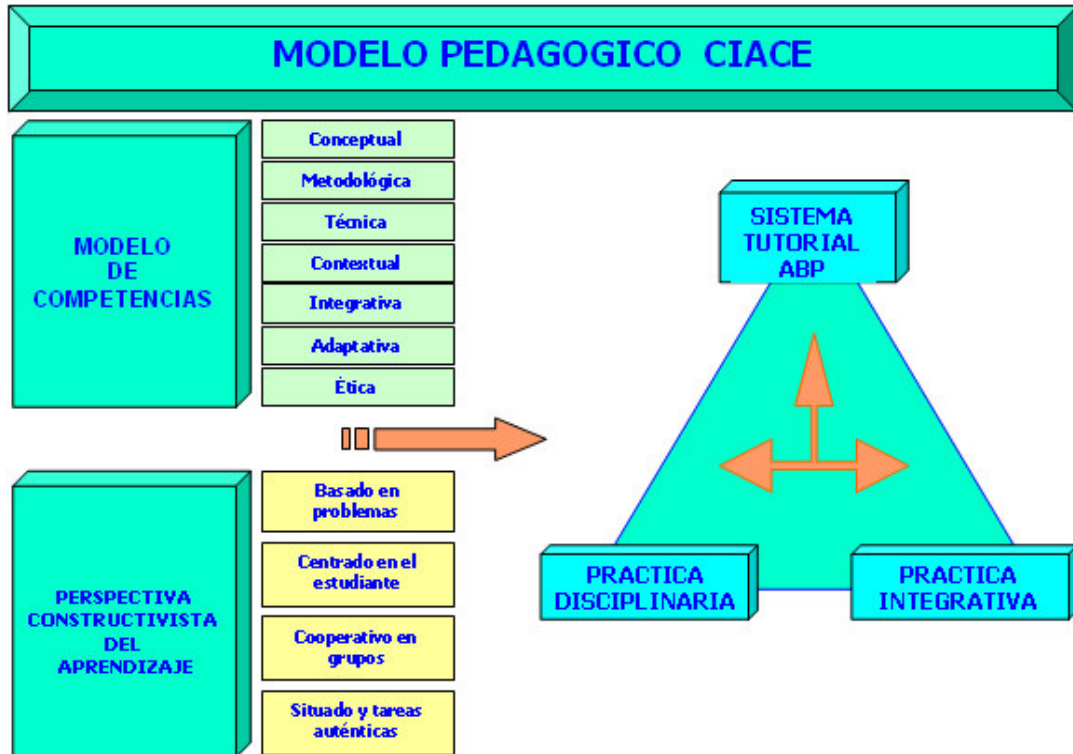 MODELO PEDAGOGICO CIACE
MODELO
DE
COMPETENCIAS
Conceptual
Metodológica
Técnica
Contextual
Integrativa
Adaptativa
Ética
PERSPECTIVA
CONSTRUCTIVISTA
DEL
APRENDIZAJE
Basado en
problemas
Centrado en el
estudiante
Cooperativo en
grupos
Situado y tareas
auténticas
SISTEMA
TUTORIAL
ABP
PRACTICA
DISCIPLINARIA
PRACTICA
INTEGRATIVA